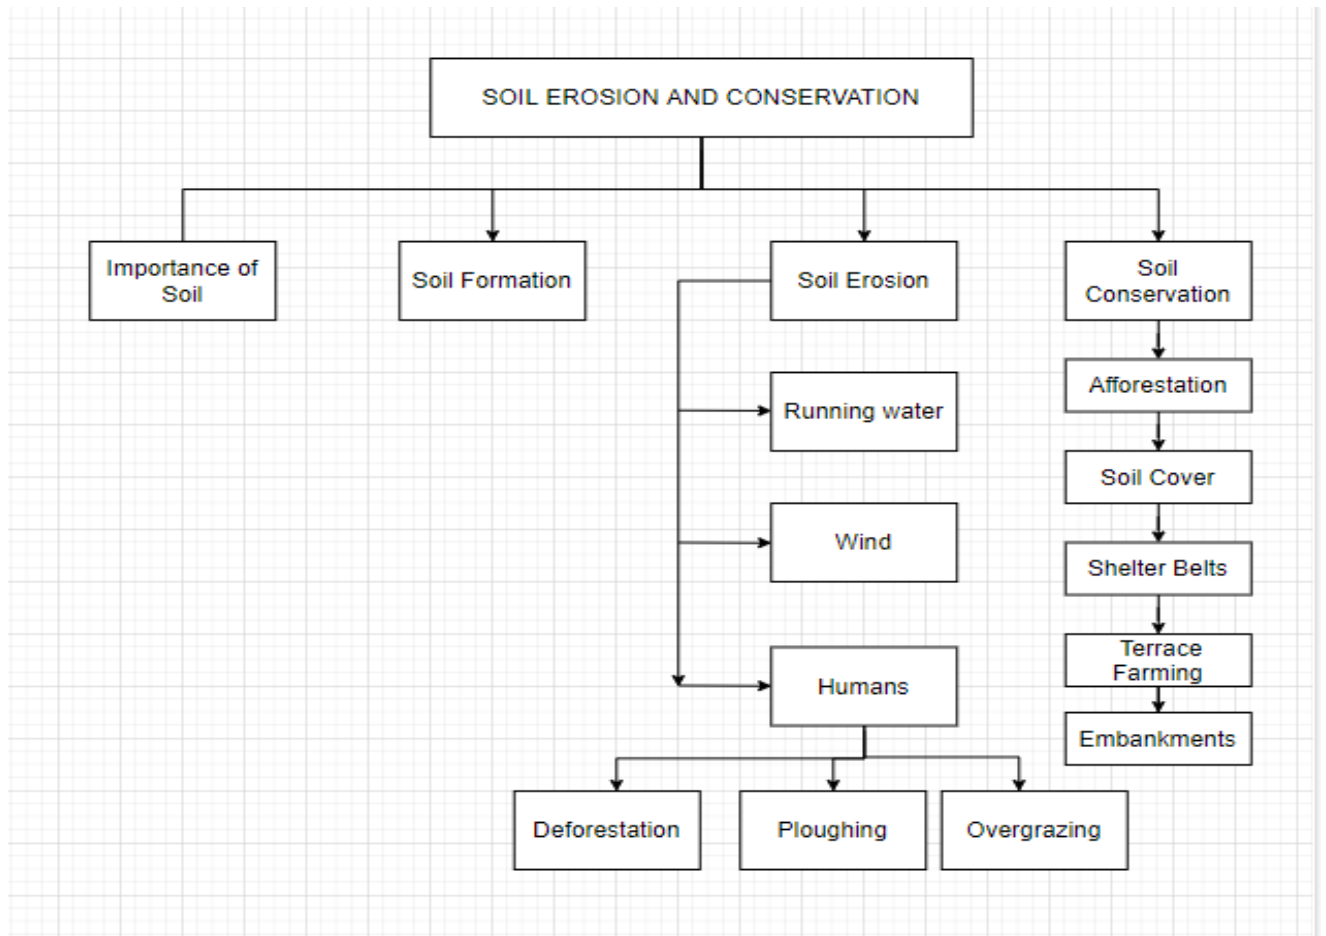 SOIL EROSION AND CONSERVATION
Importance of
Soil
Soil Formation
Soil Erosion
Soil
Conservation
Running water
Wind
Humans
Deforestation
Ploughing
Overgrazing
Afforestation
Soil Cover
Shelter Belts
Terrace
Farming
Embankments